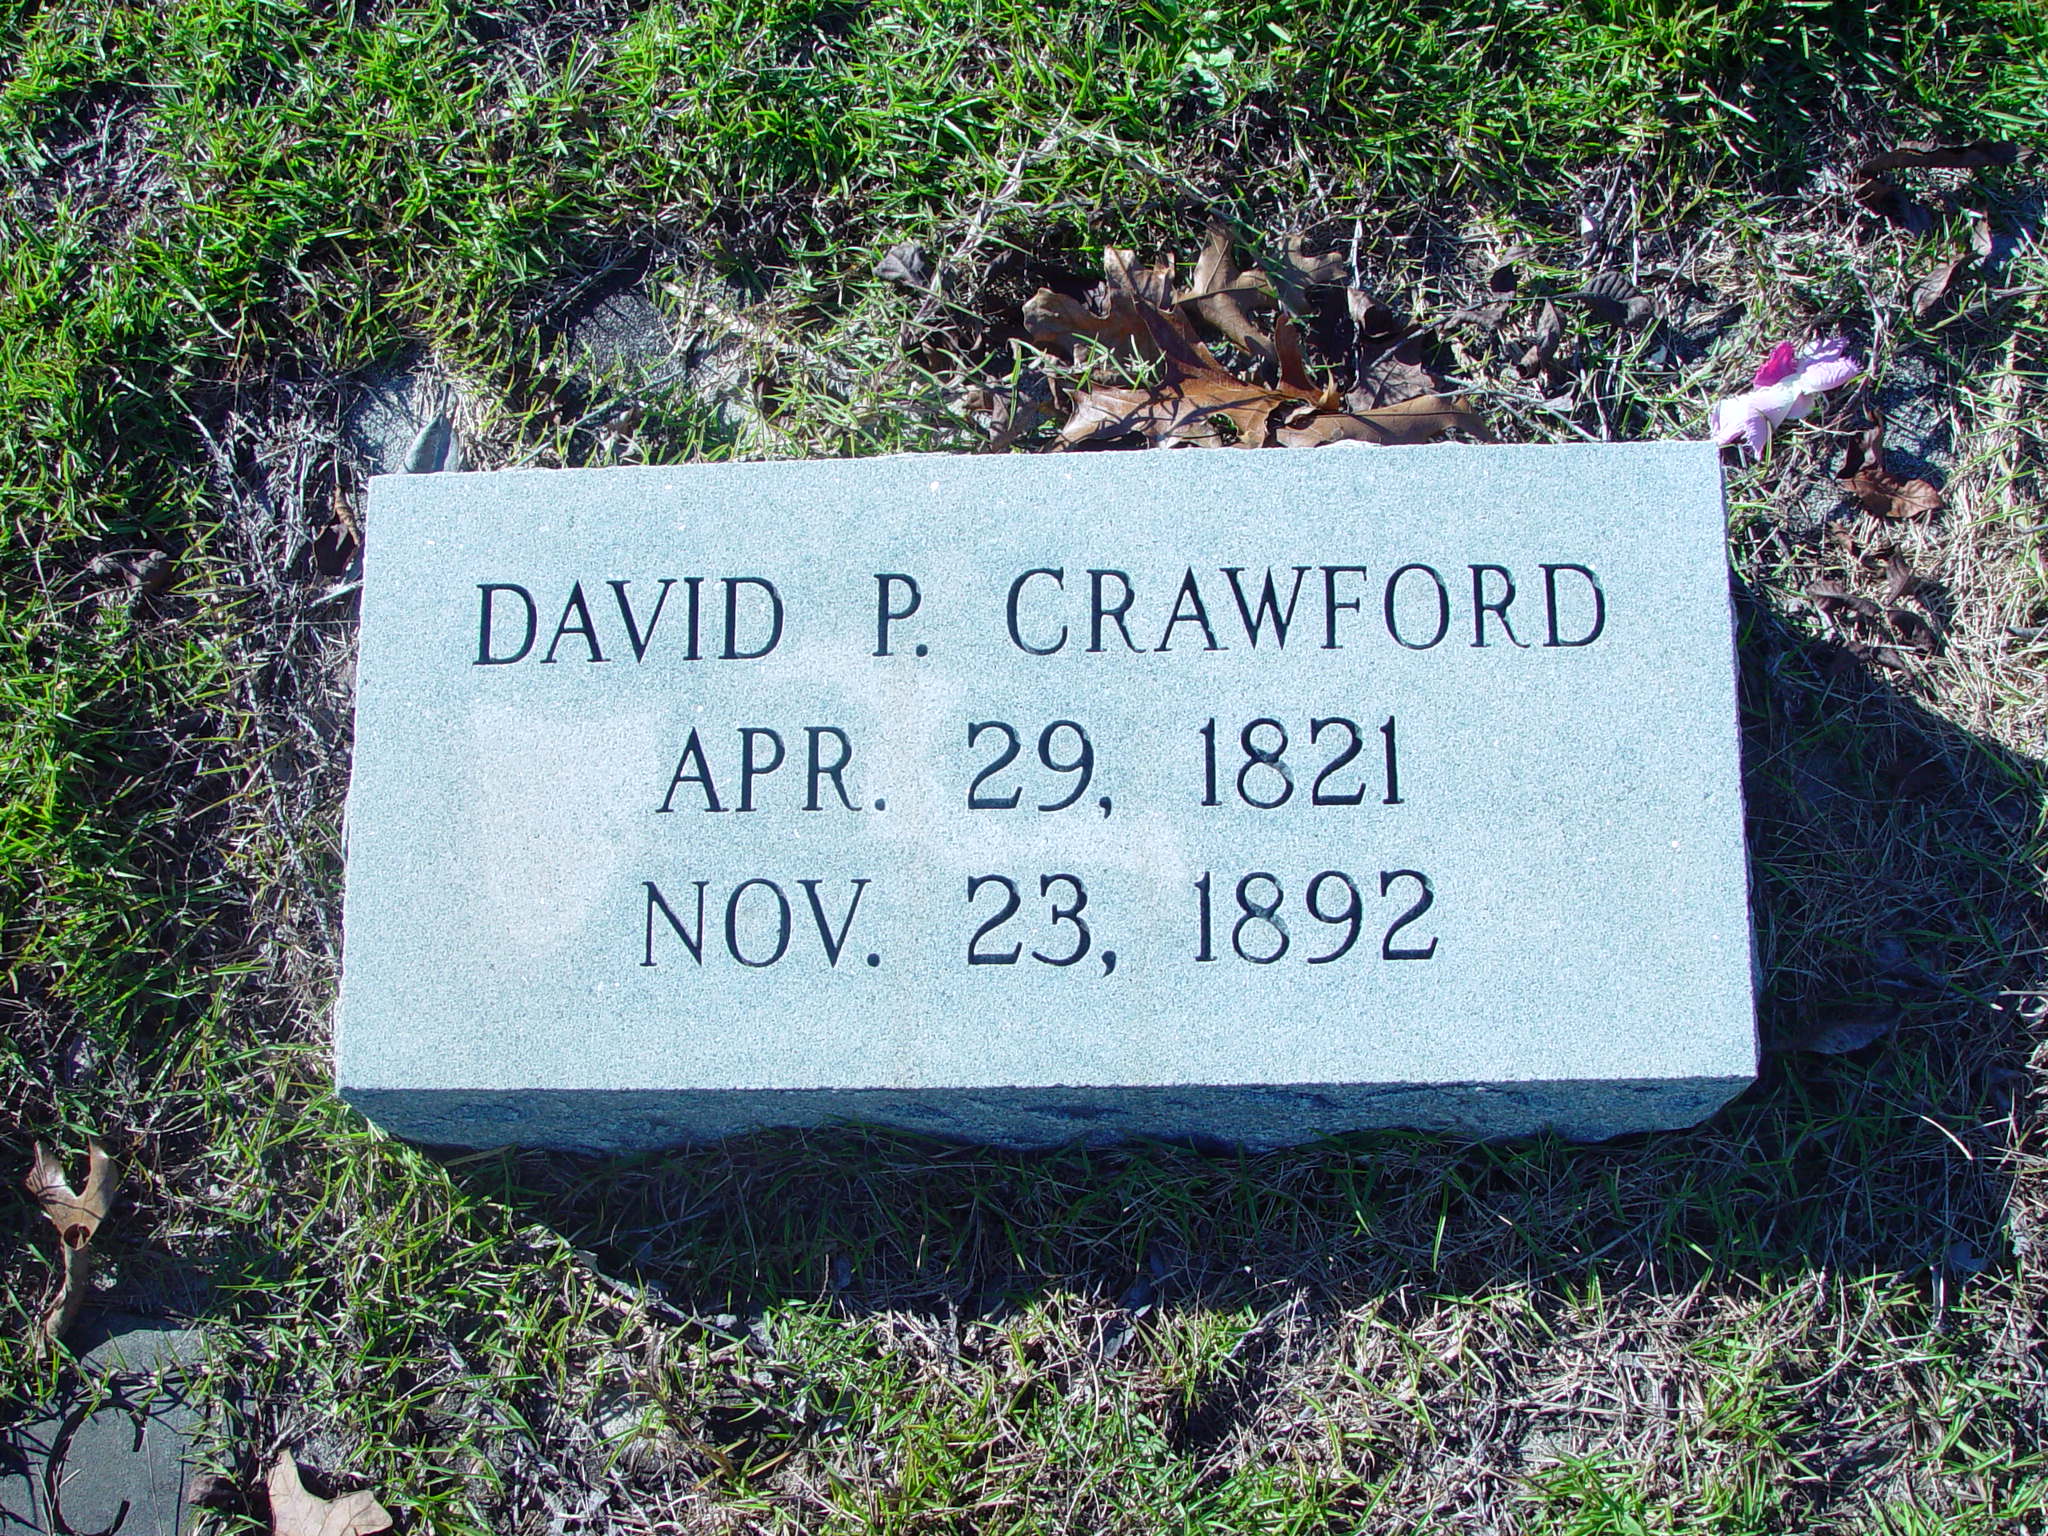 DAVID P. CRAWFORD
APR. 29, 1821
NOV. 23, 1892
C